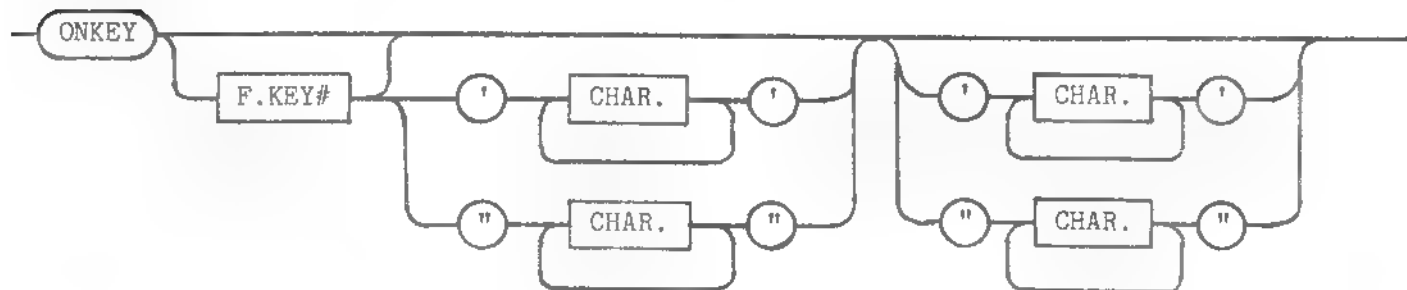 ONKEY
F.KEY# ' CHAR. ' ' CHAR. '
" CHAR. " " CHAR. "